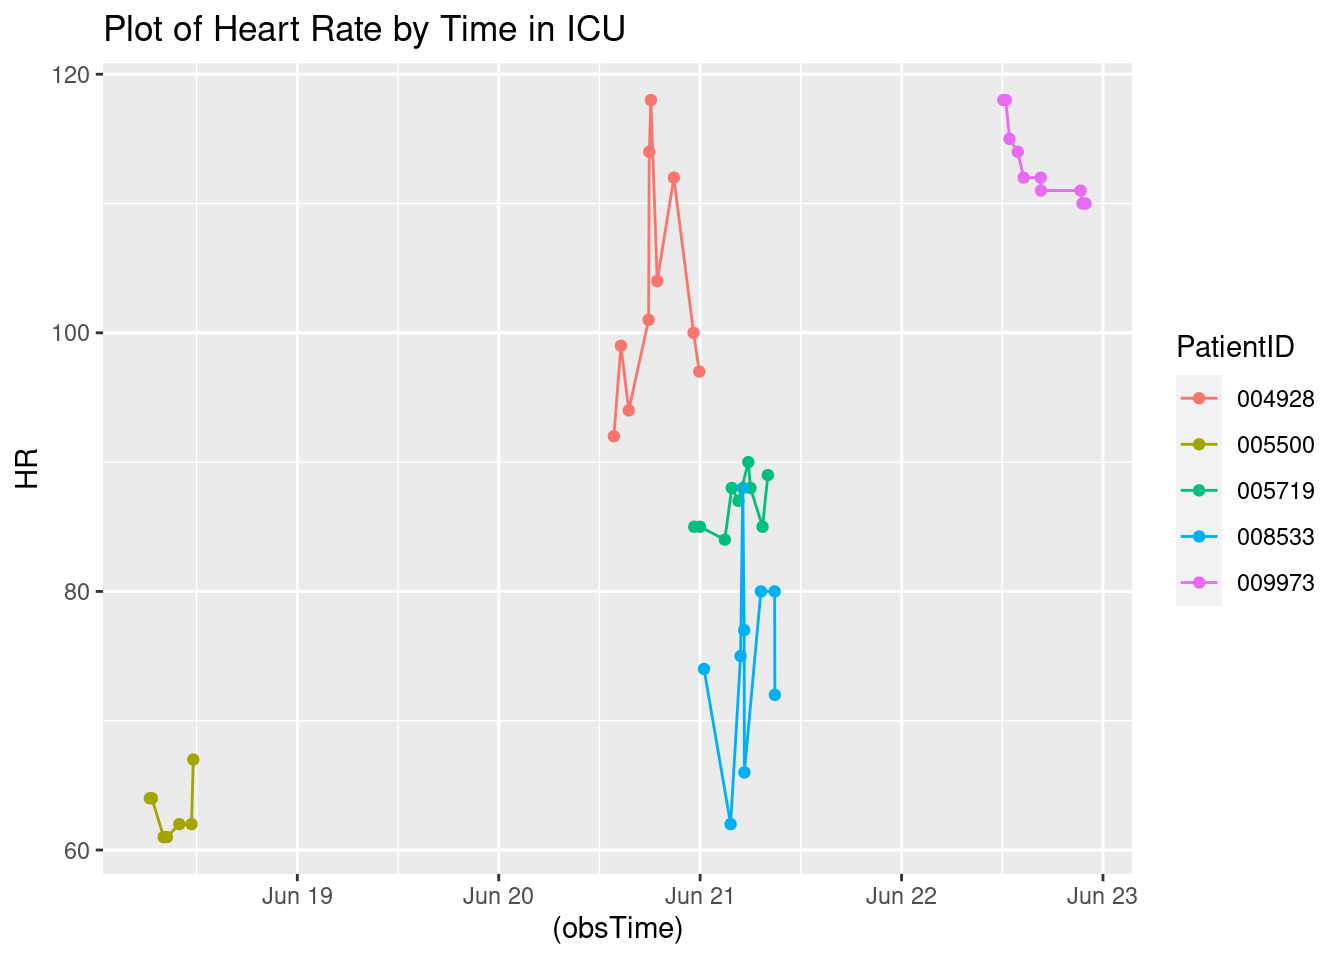 Plot of Heart Rate by Time in ICU
120
100
80
60
HR
Jun 19
Jun 20
Jun 21
Jun 22
Jun 23
(obsTime)
PatientID
004928
005500
005719
008533
009973